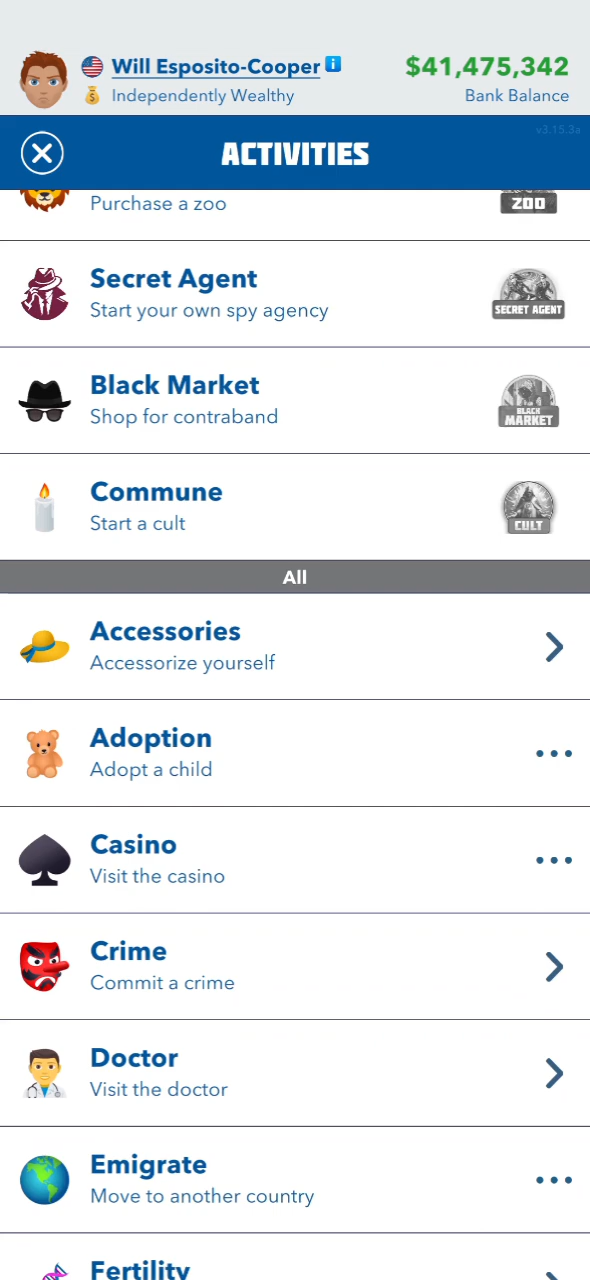 Will Esposito-Cooper
$41,475,342
Independently Wealthy
Bank Balance
v3.15.3a
ACTIVITIES
Purchase a zoo
ZOO
Secret Agent
Start your own spy agency
SECRET AGENT
Black Market
Shop for contraband
BLACK
MARKET
Commune
Start a cult
CULT
All
Accessories
Accessorize yourself
Adoption
Adopt a child
Casino
Visit the casino
Crime
Commit a crime
Doctor
Visit the doctor
Emigrate
Move to another country
Fertility